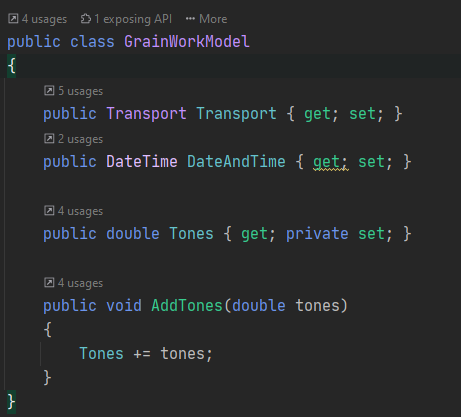 4 usages 1 exposing API ••• More
public class GrainWorkModel
{
5 usages
public Transport Transport { get; set; }
2 usages
public DateTime DateAndTime { get; set; }
4 usages
public double Tones { get; private set; }
4 usages
public void AddTones(double tones)
{
Tones += tones;
}
}